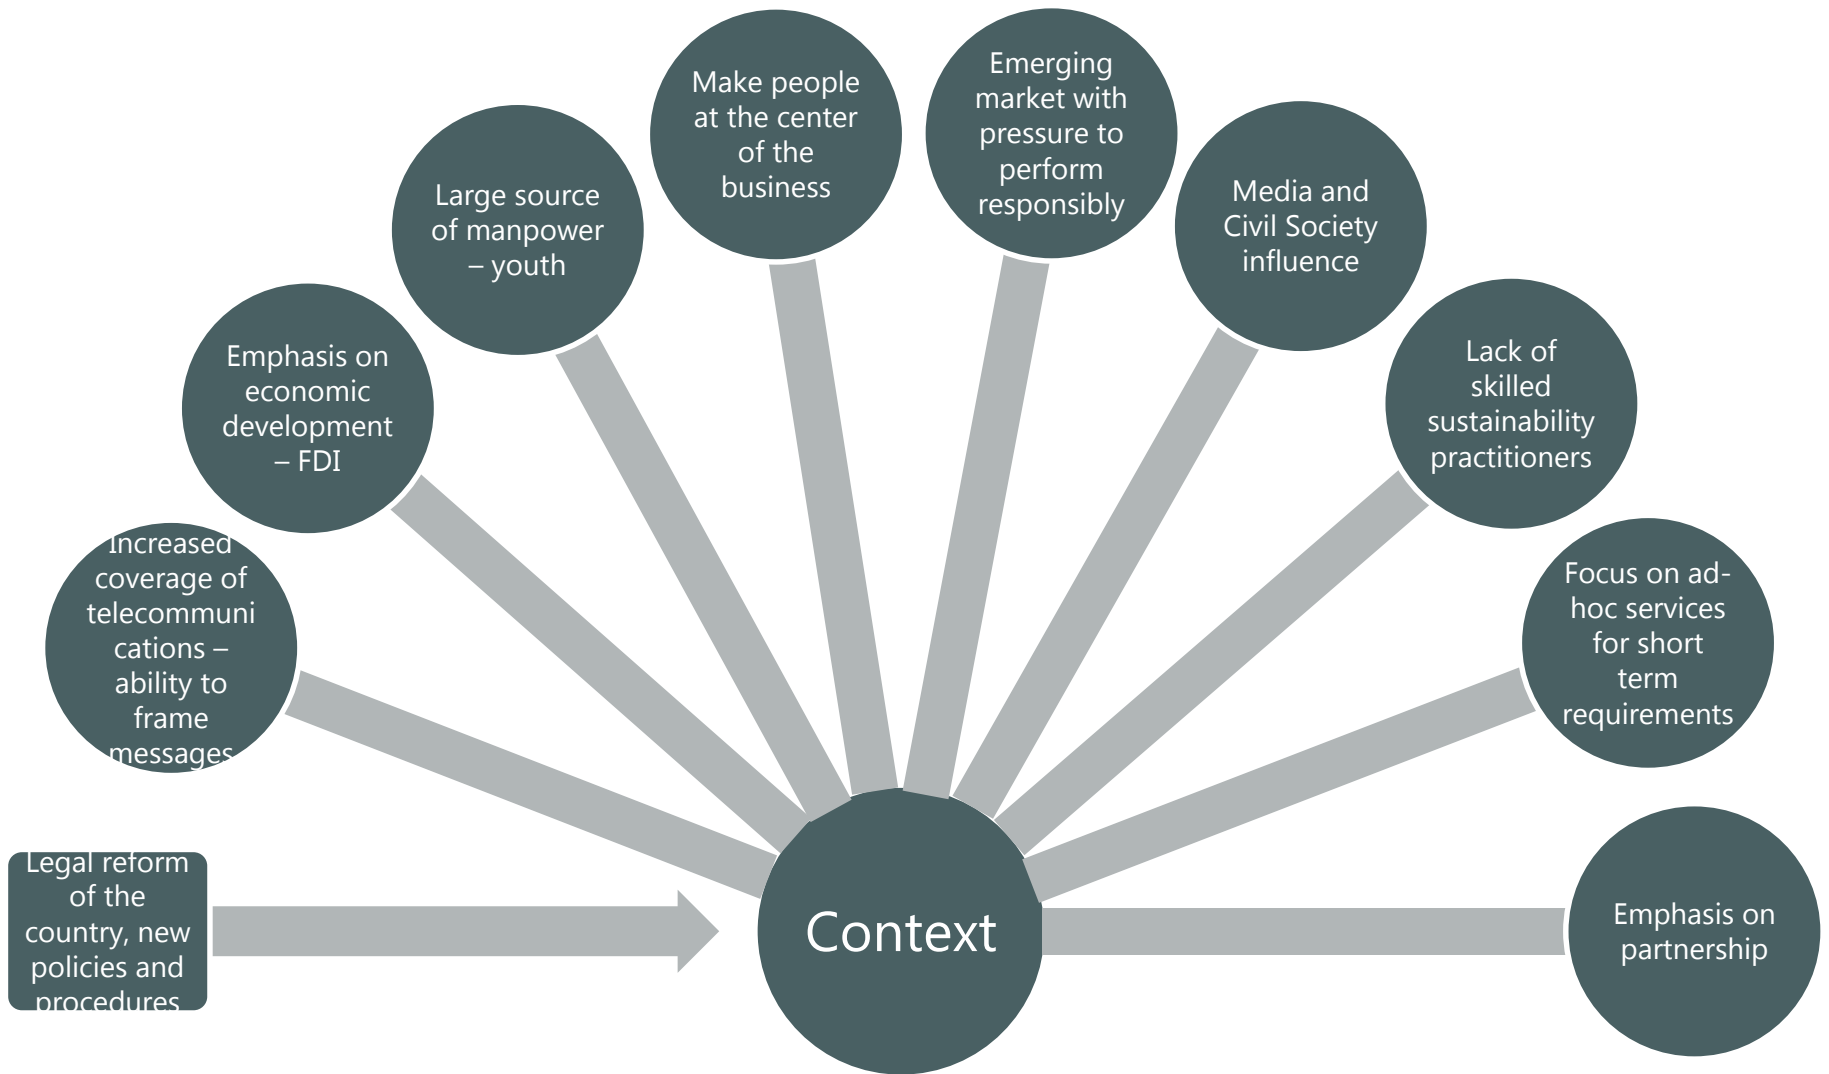 Make people
at the center
of the
business
Emerging
market with
pressure to
perform
responsibly
Large source
of manpower
– youth
Media and
Civil Society
influence
Emphasis on
economic
development
– FDI
Lack of
skilled
sustainability
practitioners
Increased
coverage of
telecommuni
cations –
ability to
frame
messages
Focus on ad-
hoc services
for short
term
requirements
Legal reform
of the
country, new
policies and
procedures
Context
Emphasis on
partnership